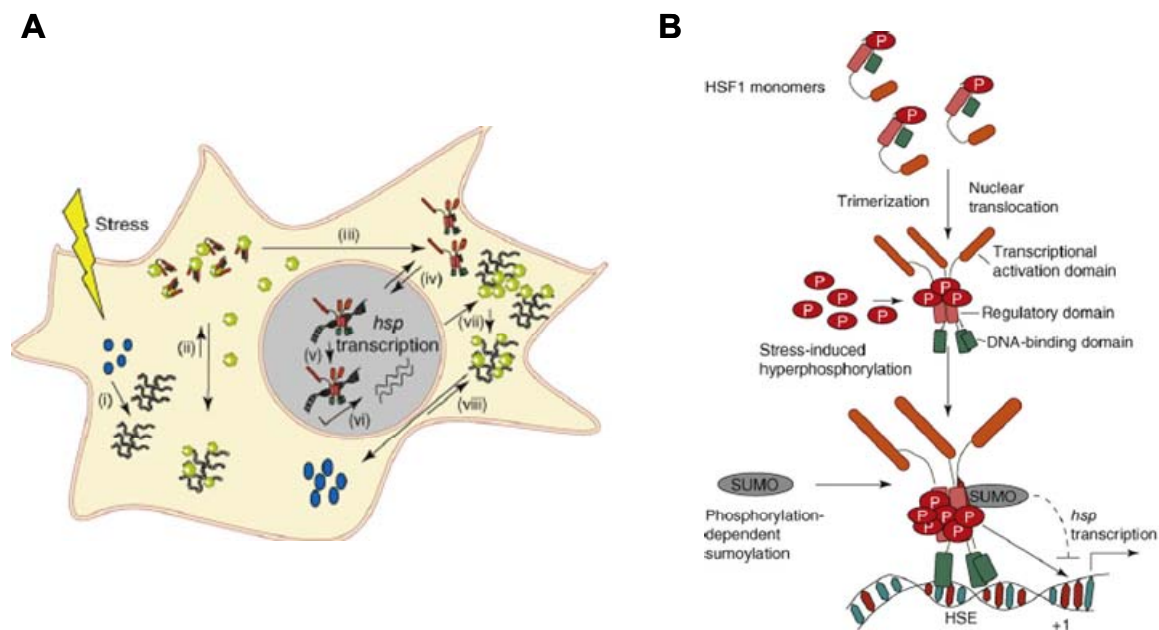 A
Stress
(i)
(ii)
(iii)
(iv)
hsp
transcription
(v)
(vi)
(vii)
(viii)
B
P
HSF1 monomers
P
P
Trimerization
Nuclear
translocation
Transcriptional
activation domain
P
P
P
P
P
P
P
P
Regulatory domain
DNA-binding domain
Stress-induced
hyperphosphorylation
SUMO
SUMO
Phosphorylation-
dependent
sumoylation
P
P
P
P
P
P
hsp
transcription
HSE
+1